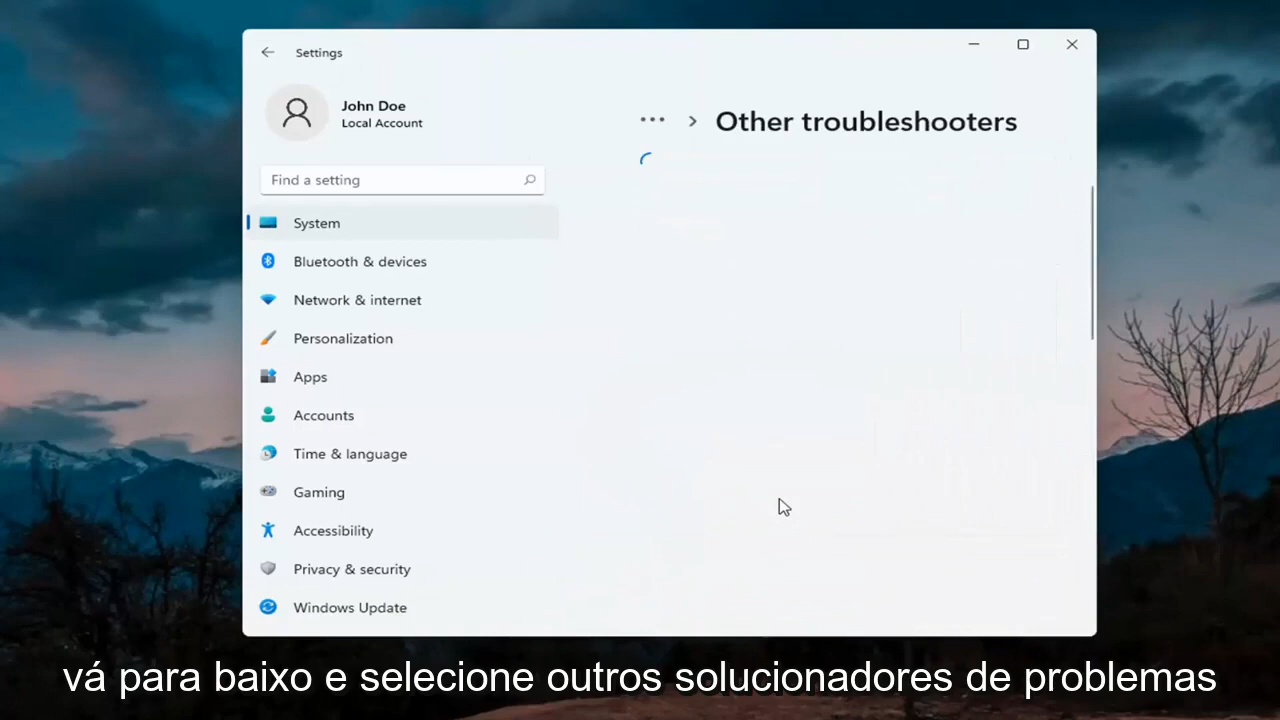 Settings
John Doe
Local Account
Find a setting
System
Bluetooth & devices
Network & internet
Personalization
Apps
Accounts
Time & language
Gaming
Accessibility
Privacy & security
Windows Update
... > Other troubleshooters
vá para baixo e selecione outros solucionadores de problemas